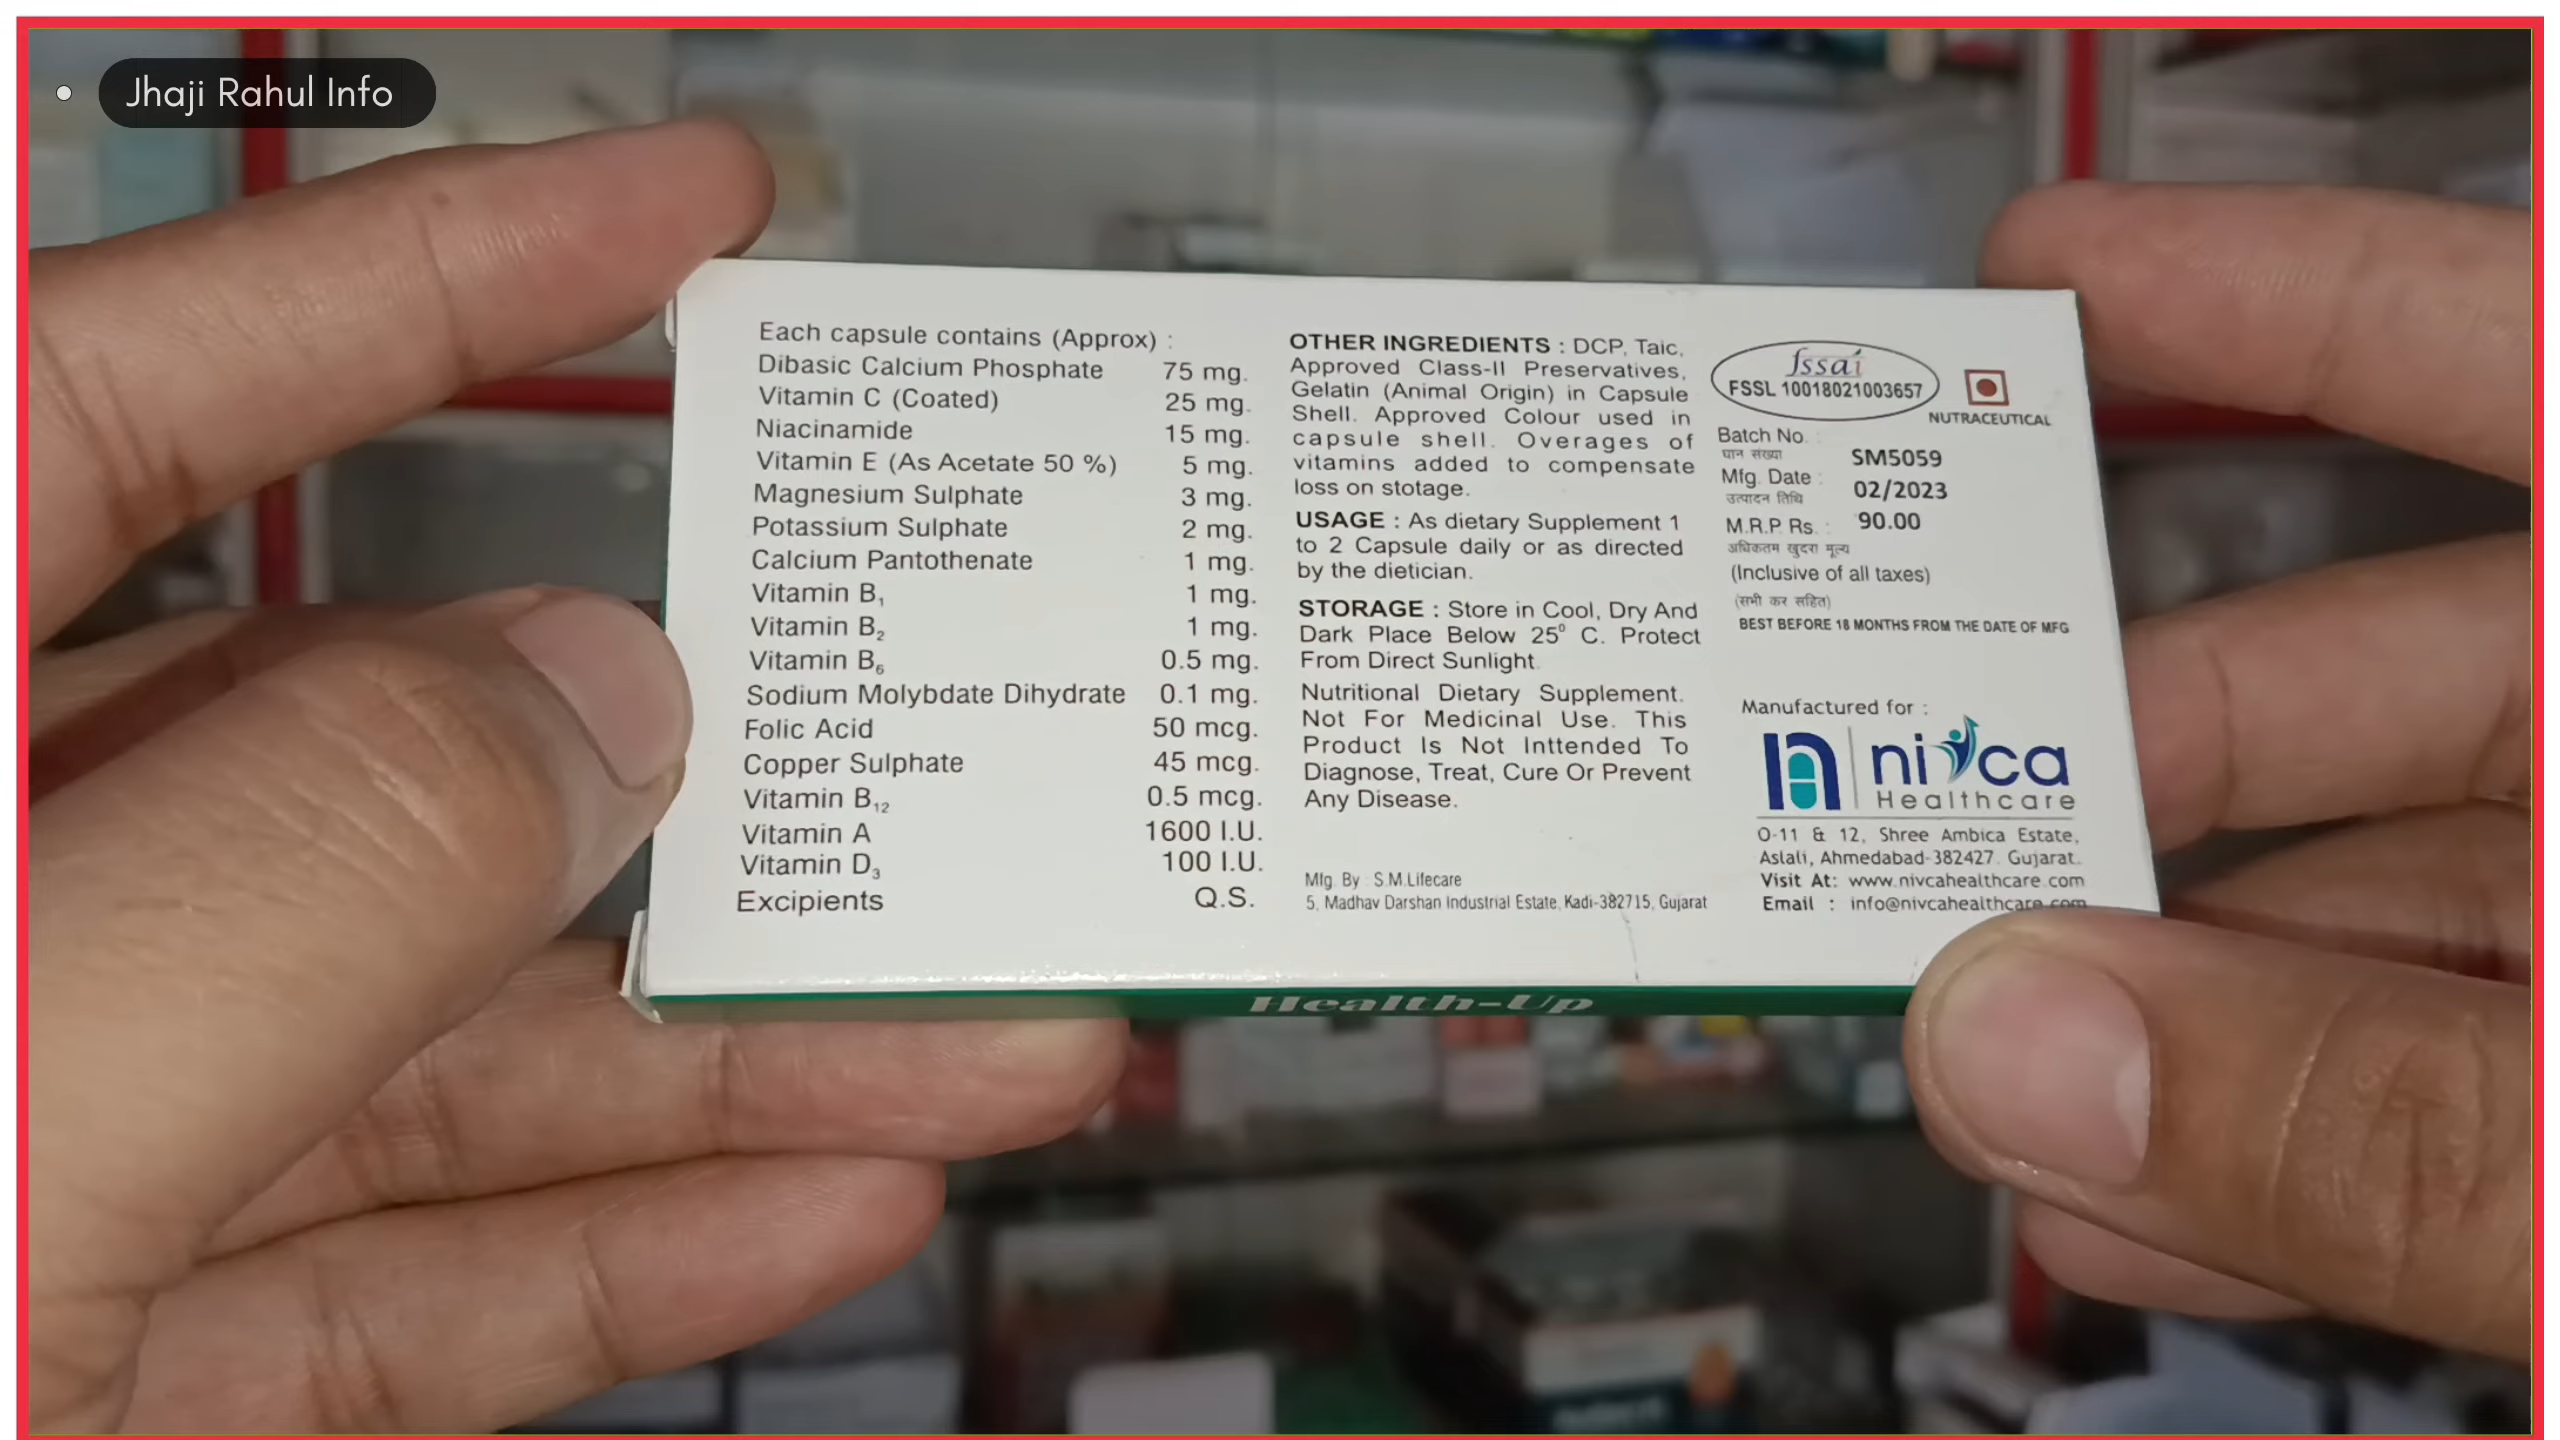 Jhaji Rahul Info
Each capsule contains (Approx) :
Dibasic Calcium Phosphate 75 mg.
Vitamin C (Coated) 25 mg.
Niacinamide 15 mg.
Vitamin E (As Acetate 50 %) 5 mg.
Magnesium Sulphate 3 mg.
Potassium Sulphate 2 mg.
Calcium Pantothenate 1 mg.
Vitamin B₁ 1 mg.
Vitamin B₂ 1 mg.
Vitamin B₆ 0.5 mg.
Sodium Molybdate Dihydrate 0.1 mg.
Folic Acid 50 mcg.
Copper Sulphate 45 mcg.
Vitamin B₁₂ 0.5 mcg.
Vitamin A 1600 I.U.
Vitamin D₃ 100 I.U.
Excipients Q.S.
OTHER INGREDIENTS : DCP, Taic,
Approved Class-II Preservatives,
Gelatin (Animal Origin) in Capsule
Shell. Approved Colour used in
capsule shell. Overages of
vitamins added to compensate
loss on stotage.
USAGE : As dietary Supplement 1
to 2 Capsule daily or as directed
by the dietician.
STORAGE : Store in Cool, Dry And
Dark Place Below 25⁰ C. Protect
From Direct Sunlight.
Nutritional Dietary Supplement.
Not For Medicinal Use. This
Product Is Not Inttended To
Diagnose, Treat, Cure Or Prevent
Any Disease.
Mfg. By : S.M.Lifecare
5, Madhav Darshan Industrial Estate, Kadi-382715, Gujarat
fssai
FSSL 10018021003657
NUTRACEUTICAL
Batch No. :
घान संख्या SM5059
Mfg. Date : 02/2023
उत्पादन तिथि
M.R.P. Rs. : 90.00
अधिकतम खुदरा मूल्य
(Inclusive of all taxes)
(सभी कर सहित)
BEST BEFORE 18 MONTHS FROM THE DATE OF MFG
Manufactured for :
nivca
Healthcare
O-11 & 12, Shree Ambica Estate,
Aslali, Ahmedabad-382427. Gujarat.
Visit At: www.nivcahealthcare.com
Email : info@nivcahealthcare.com
Health-Up